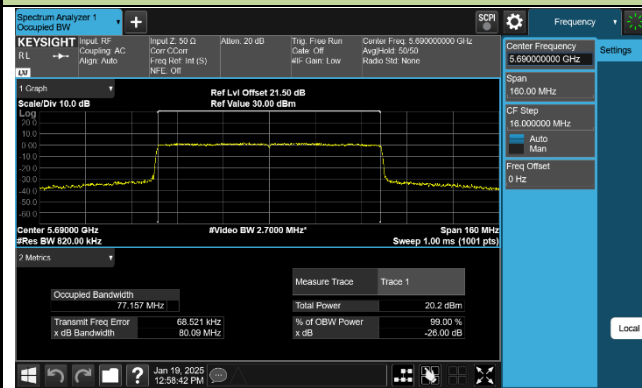 Spectrum Analyzer 1
Occupied BW
SCPI
Frequency
KEYSIGHT
RL
LXI
Input: RF
Coupling: AC
Align: Auto
Input Z: 50 Ω
Corr CCorr
Freq Ref: Int (S)
NFE: Off
Atten: 20 dB
Trig: Free Run
Gate: Off
#IF Gain: Low
Center Freq: 5.690000000 GHz
Avg|Hold: 50/50
Radio Std: None
Center Frequency
5.690000000 GHz
Settings
Span
160.00 MHz
CF Step
16.000000 MHz
Auto
Man
Freq Offset
0 Hz
1 Graph
Scale/Div 10.0 dB
Ref Lvl Offset 21.50 dB
Ref Value 30.00 dBm
Log
20.0
10.0
0.00
-10.0
-20.0
-30.0
-40.0
-50.0
-60.0
Center 5.69000 GHz
#Res BW 820.00 kHz
#Video BW 2.7000 MHz*
Span 160 MHz
Sweep 1.00 ms (1001 pts)
2 Metrics
Measure Trace
Trace 1
Occupied Bandwidth
77.157 MHz
Total Power
20.2 dBm
Transmit Freq Error
68.521 kHz
% of OBW Power
99.00 %
x dB Bandwidth
80.09 MHz
x dB
-26.00 dB
Local
?
Jan 19, 2025
12:58:42 PM